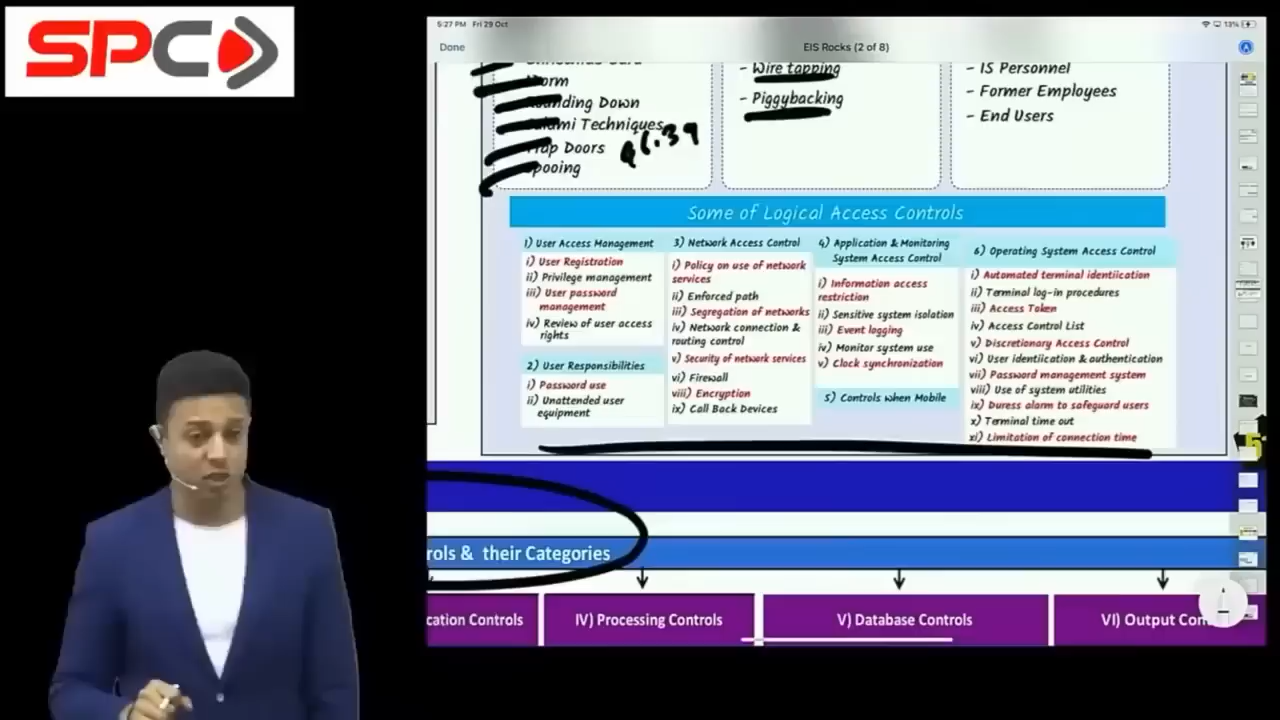 SPC
5:27 PM Fri 29 Oct
13%
Done
EIS Rocks (2 of 8)
Rounding Down
Techniques
Doors
Q6.39
- Wire tapping
- Piggybacking
- IS Personnel
- Former Employees
- End Users
Some of Logical Access Controls
1) User Access Management
i) User Registration
ii) Privilege management
iii) User password
management
iv) Review of user access
rights
2) User Responsibilities
i) Password use
ii) Unattended user
equipment
3) Network Access Control
i) Policy on use of network
services
ii) Enforced path
iii) Segregation of networks
iv) Network connection &
routing control
v) Security of network services
vi) Firewall
viii) Encryption
ix) Call Back Devices
4) Application & Monitoring
System Access Control
i) Information access
restriction
ii) Sensitive system isolation
iii) Event logging
iv) Monitor system use
v) Clock synchronization
5) Controls when Mobile
6) Operating System Access Control
i) Automated terminal identiication
ii) Terminal log-in procedures
iii) Access Token
iv) Access Control List
v) Discretionary Access Control
vi) User identiication & authentication
vii) Password management system
viii) Use of system utilities
ix) Duress alarm to safeguard users
x) Terminal time out
xi) Limitation of connection time
rols & their Categories
cation Controls
IV) Processing Controls
V) Database Controls
VI) Output Con